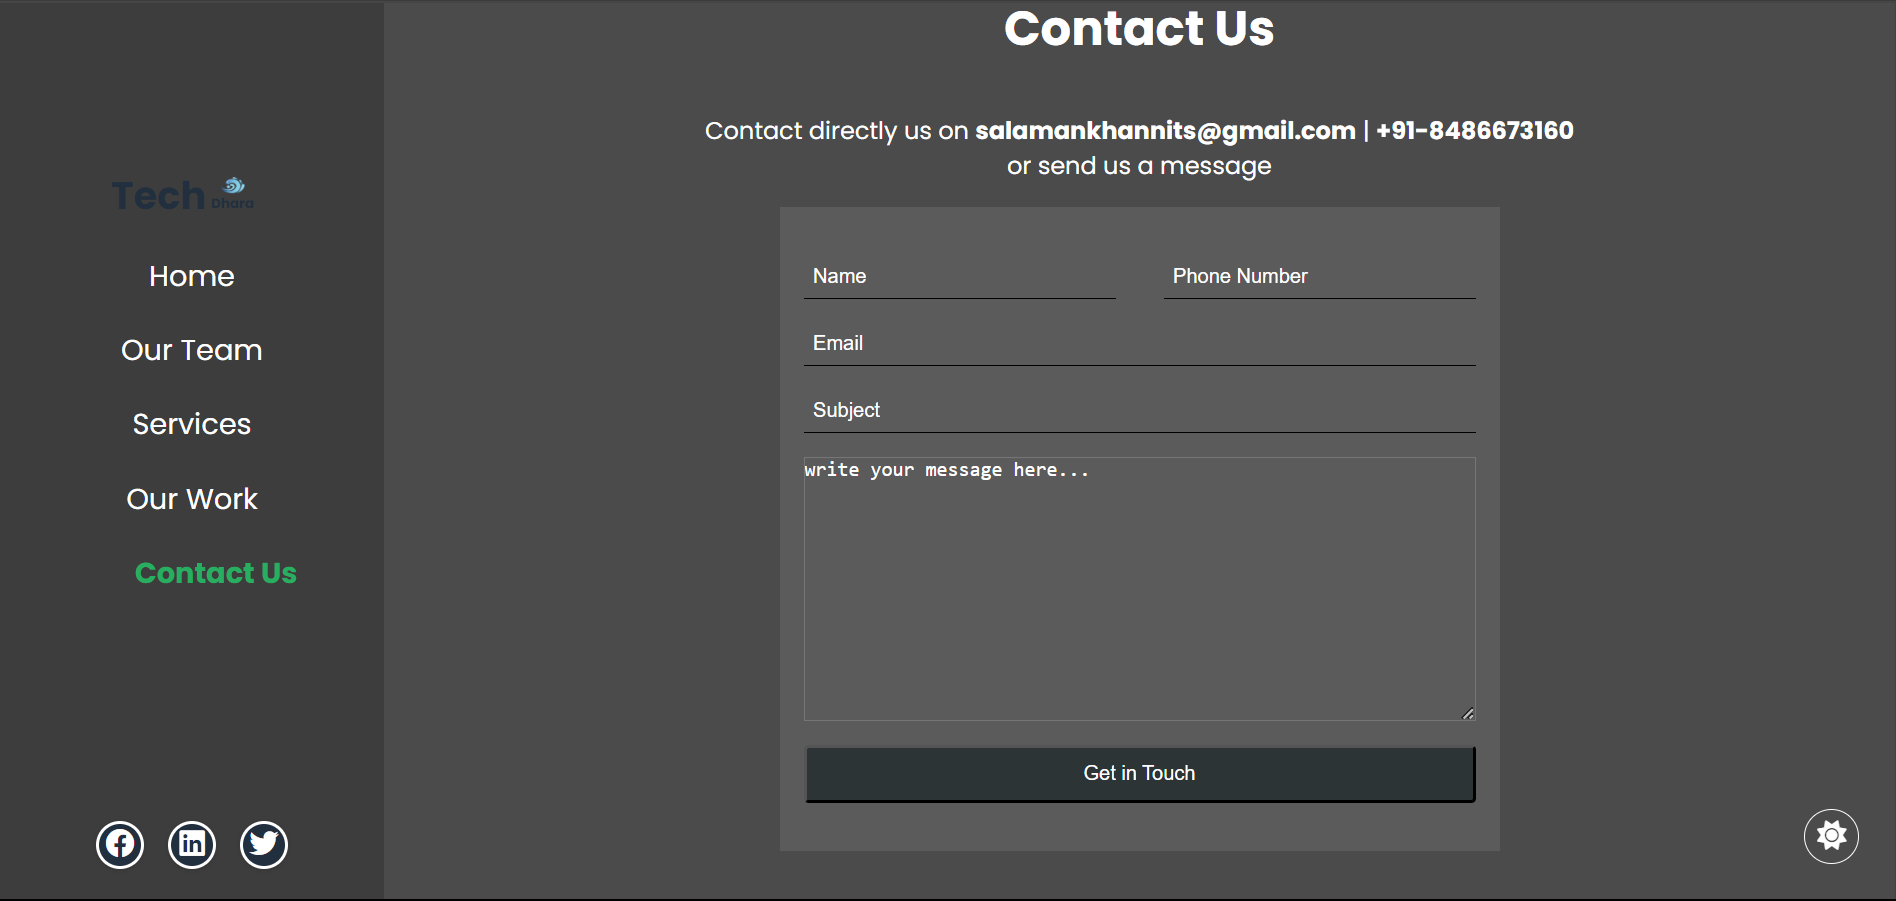 Tech Dhara
Home
Our Team
Services
Our Work
Contact Us
Contact Us
Contact directly us on salamankhannits@gmail.com | +91-8486673160
or send us a message
Name Phone Number
Email
Subject
write your message here...
Get in Touch